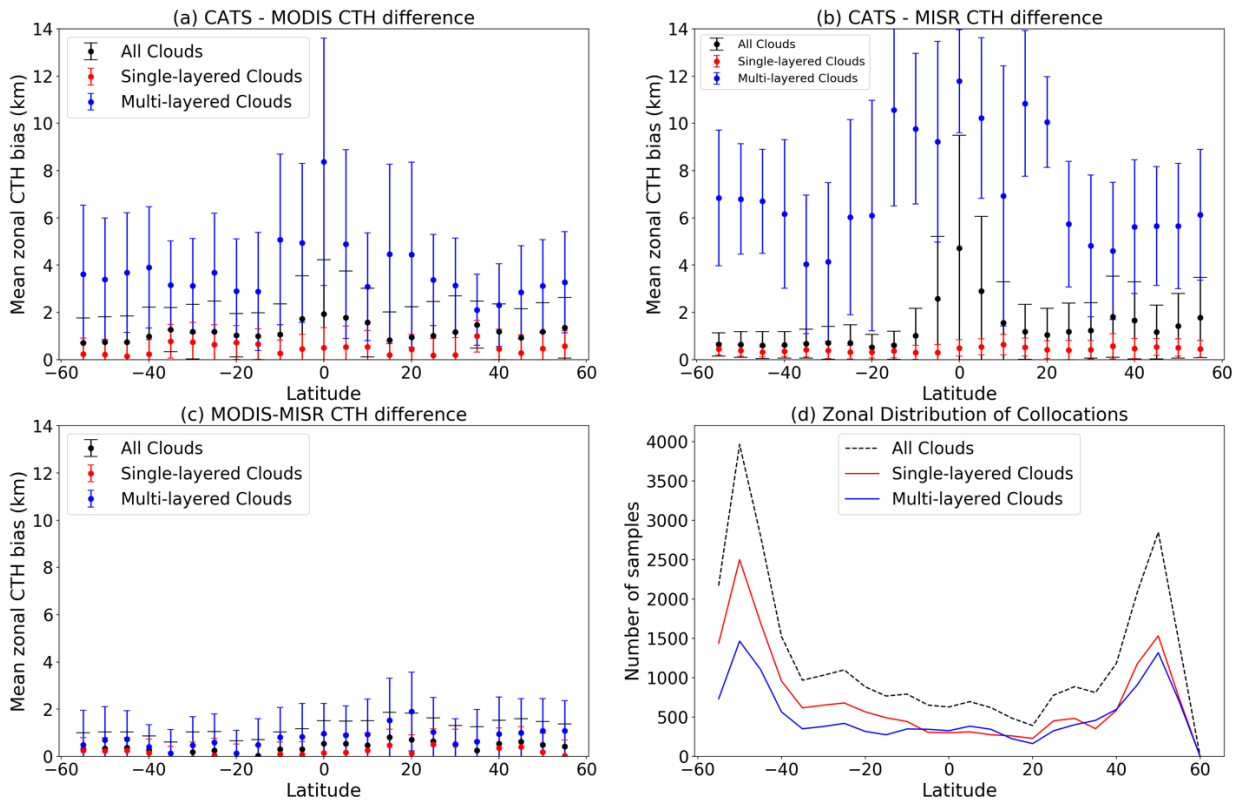 (a) CATS - MODIS CTH difference
Mean zonal CTH bias (km)
14
12
10
8
6
4
2
0
All Clouds
Single-layered Clouds
Multi-layered Clouds
−60 −40 −20 0 20 40 60
Latitude
(b) CATS - MISR CTH difference
Mean zonal CTH bias (km)
14
12
10
8
6
4
2
0
All Clouds
Single-layered Clouds
Multi-layered Clouds
−60 −40 −20 0 20 40 60
Latitude
(c) MODIS-MISR CTH difference
Mean zonal CTH bias (km)
14
12
10
8
6
4
2
0
All Clouds
Single-layered Clouds
Multi-layered Clouds
−60 −40 −20 0 20 40 60
Latitude
(d) Zonal Distribution of Collocations
Number of samples
4000
3500
3000
2500
2000
1500
1000
500
0
All Clouds
Single-layered Clouds
Multi-layered Clouds
−60 −40 −20 0 20 40 60
Latitude